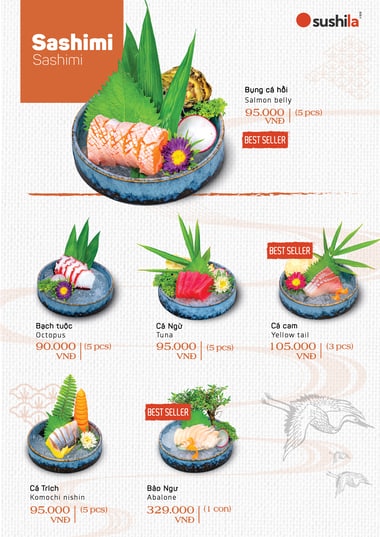 Sashimi
Sashimi
sushila
Bụng cá hồi
Salmon belly
95.000 (5 pcs)
VNĐ
BEST SELLER
BEST SELLER
Bạch tuộc
Octopus
90.000 (5 pcs)
VNĐ
Cá Ngừ
Tuna
95.000 (5 pcs)
VNĐ
Cá cam
Yellow tail
105.000 (3 pcs)
VNĐ
BEST SELLER
Cá Trích
Komochi nishin
95.000 (5 pcs)
VNĐ
Bào Ngư
Abalone
329.000 (1 con)
VNĐ